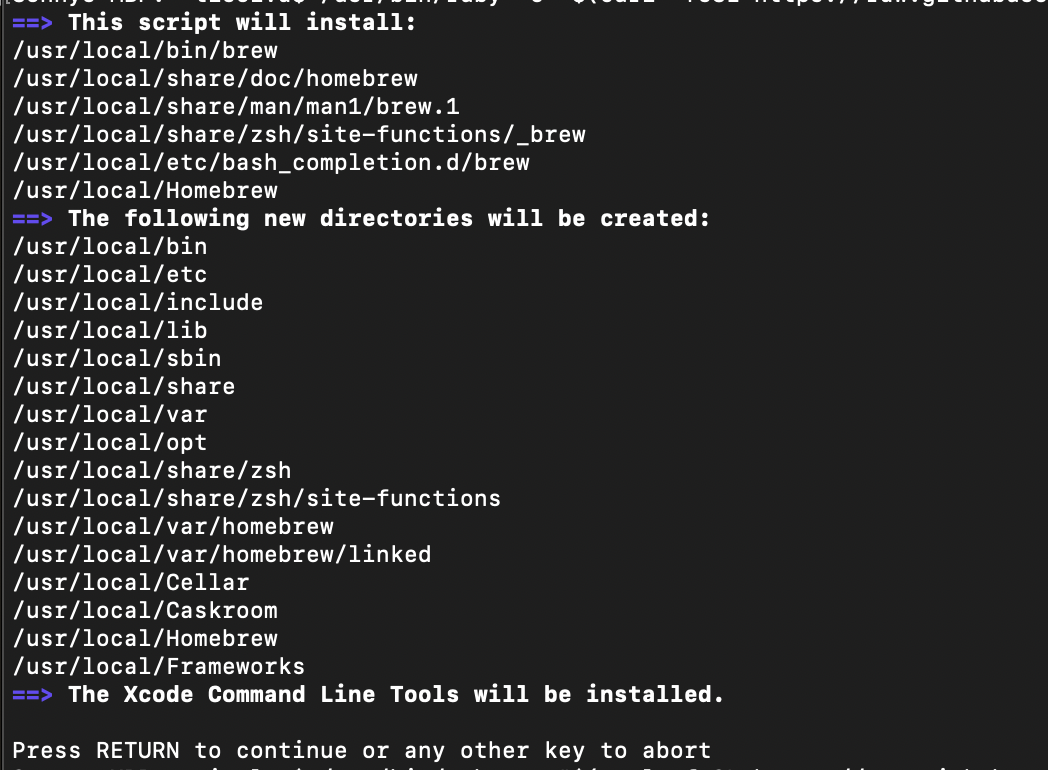 ==> This script will install:
/usr/local/bin/brew
/usr/local/share/doc/homebrew
/usr/local/share/man/man1/brew.1
/usr/local/share/zsh/site-functions/_brew
/usr/local/etc/bash_completion.d/brew
/usr/local/Homebrew
==> The following new directories will be created:
/usr/local/bin
/usr/local/etc
/usr/local/include
/usr/local/lib
/usr/local/sbin
/usr/local/share
/usr/local/var
/usr/local/opt
/usr/local/share/zsh
/usr/local/share/zsh/site-functions
/usr/local/var/homebrew
/usr/local/var/homebrew/linked
/usr/local/Cellar
/usr/local/Caskroom
/usr/local/Homebrew
/usr/local/Frameworks
==> The Xcode Command Line Tools will be installed.
Press RETURN to continue or any other key to abort